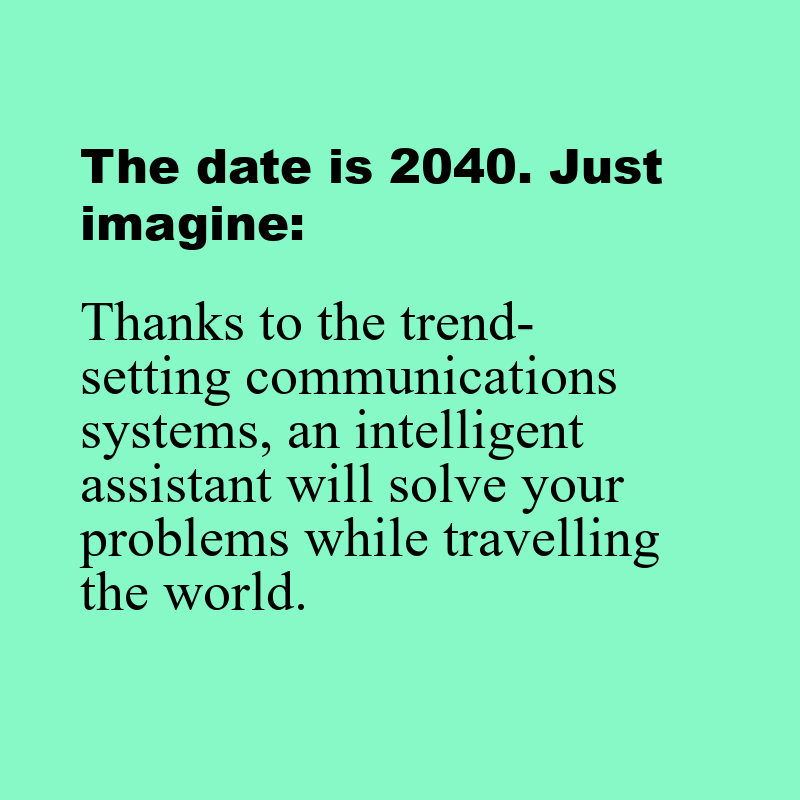 The date is 2040. Just
imagine:
Thanks to the trend-
setting communications
systems, an intelligent
assistant will solve your
problems while travelling
the world.